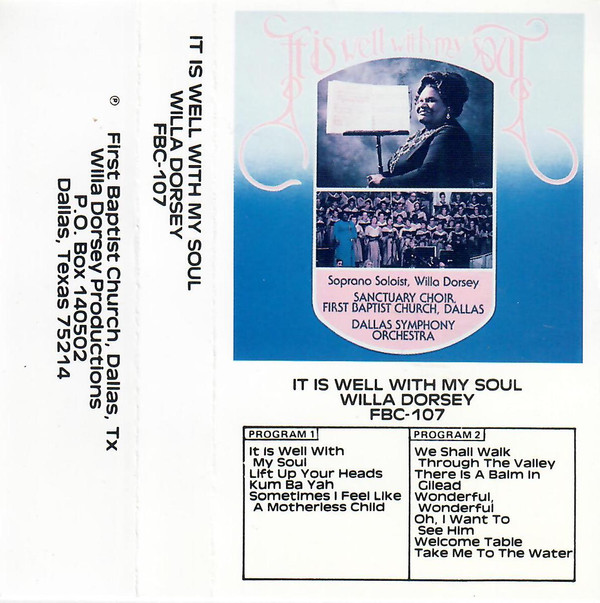 ℗ First Baptist Church, Dallas, Tx
Willa Dorsey Productions
P.O. Box 140502
Dallas, Texas 75214
IT IS WELL WITH MY SOUL
WILLA DORSEY
FBC-107
It is well with my soul
Soprano Soloist, Willa Dorsey
SANCTUARY CHOIR,
FIRST BAPTIST CHURCH, DALLAS
DALLAS SYMPHONY
ORCHESTRA
IT IS WELL WITH MY SOUL
WILLA DORSEY
FBC-107
PROGRAM 1
It is Well With
My Soul
Lift Up Your Heads
Kum Ba Yah
Sometimes I Feel Like
A Motherless Child
PROGRAM 2
We Shall Walk
Through The Valley
There Is A Balm In
Gilead
Wonderful,
Wonderful
Oh, I Want To
See Him
Welcome Table
Take Me To The Water